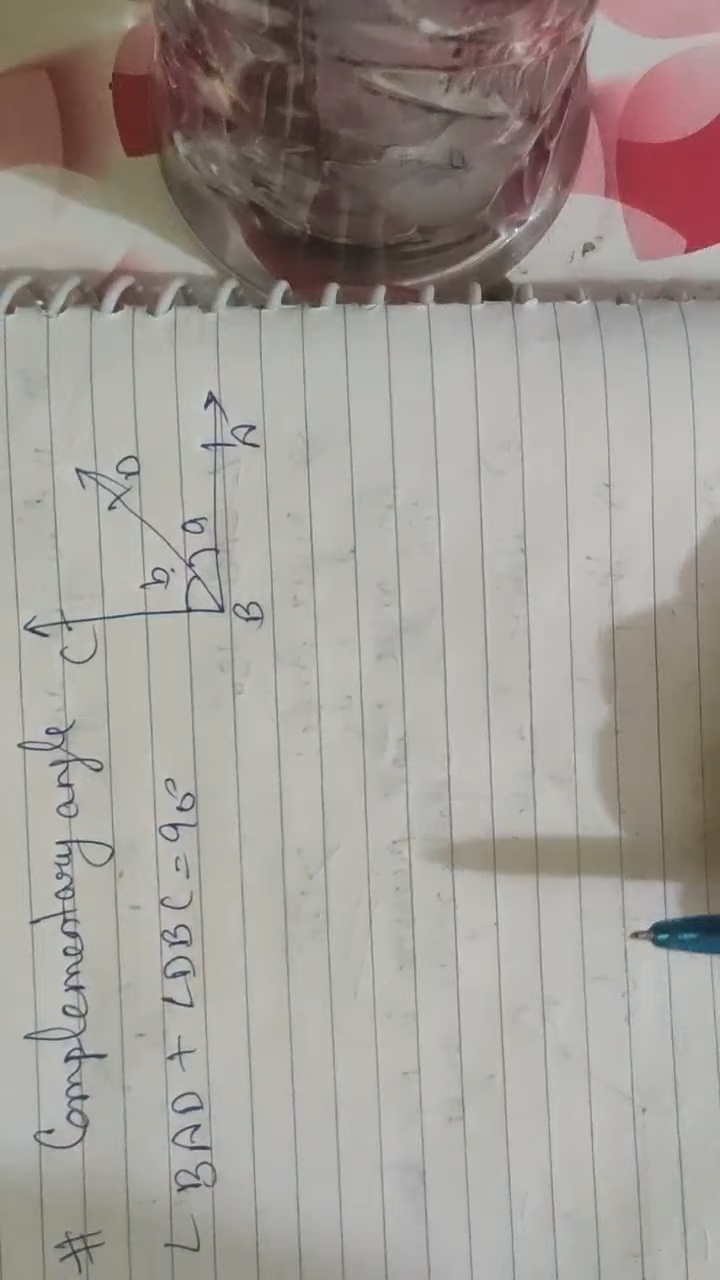 # Complementary angle
∠ BAD + ∠DBC = 90°
C
D
b
a
A
B